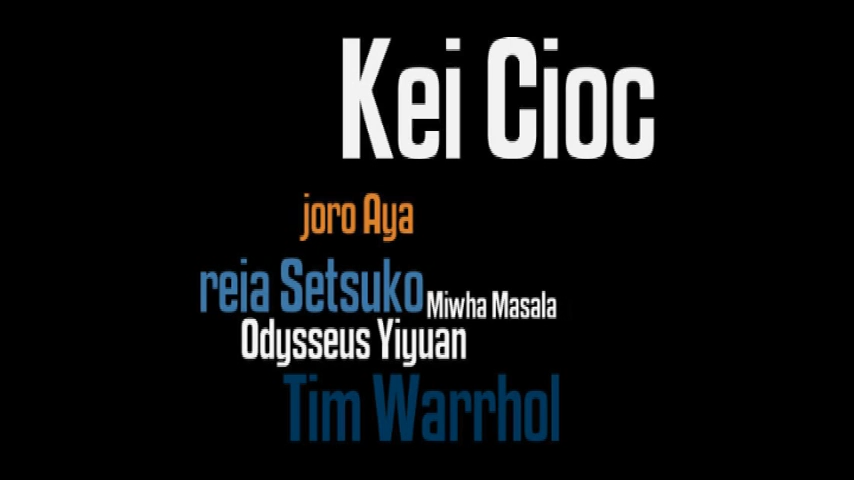 Kei Cioc
joro Aya
reia Setsuko
Miwha Masala
Odysseus Yiyuan
Tim Warrhol